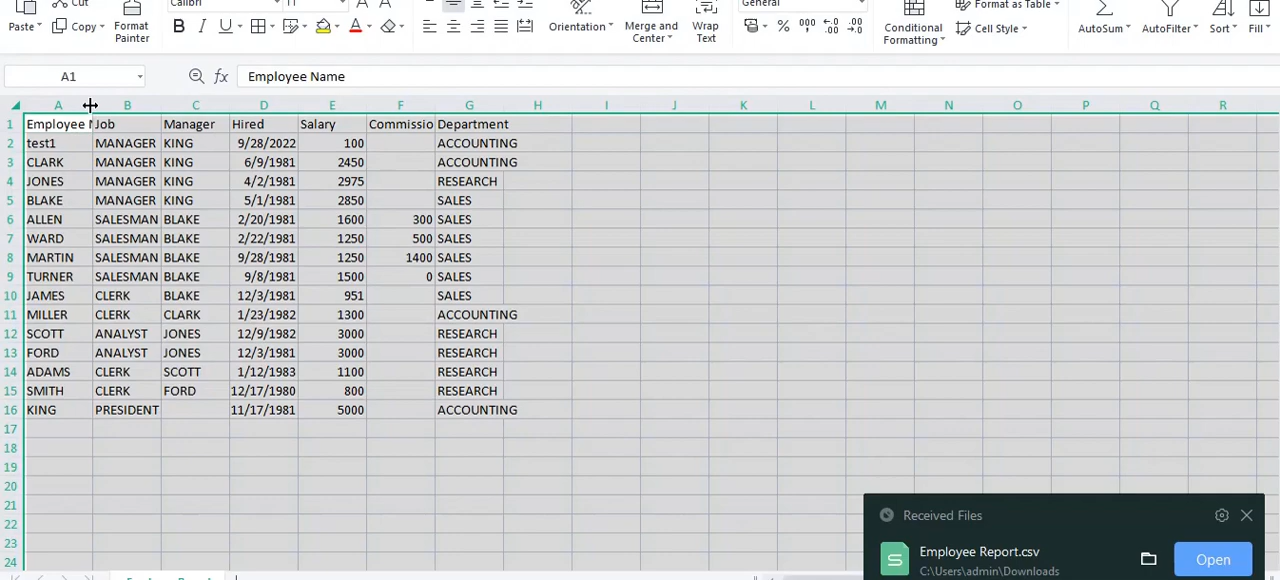 Cut
Calibri
11
A
A
General
Format as Table
Paste
Copy
Format
Painter
B
I
U
A
Orientation
Merge and
Center
Wrap
Text
%
Conditional
Formatting
Cell Style
AutoSum
AutoFilter
Sort
Fill
A1
fx
Employee Name
A B C D E F G H I J K L M N O P Q R
1 Employee N Job Manager Hired Salary Commissio Department
2 test1 MANAGER KING 9/28/2022 100 ACCOUNTING
3 CLARK MANAGER KING 6/9/1981 2450 ACCOUNTING
4 JONES MANAGER KING 4/2/1981 2975 RESEARCH
5 BLAKE MANAGER KING 5/1/1981 2850 SALES
6 ALLEN SALESMAN BLAKE 2/20/1981 1600 300 SALES
7 WARD SALESMAN BLAKE 2/22/1981 1250 500 SALES
8 MARTIN SALESMAN BLAKE 9/28/1981 1250 1400 SALES
9 TURNER SALESMAN BLAKE 9/8/1981 1500 0 SALES
10 JAMES CLERK BLAKE 12/3/1981 951 SALES
11 MILLER CLERK CLARK 1/23/1982 1300 ACCOUNTING
12 SCOTT ANALYST JONES 12/9/1982 3000 RESEARCH
13 FORD ANALYST JONES 12/3/1981 3000 RESEARCH
14 ADAMS CLERK SCOTT 1/12/1983 1100 RESEARCH
15 SMITH CLERK FORD 12/17/1980 800 RESEARCH
16 KING PRESIDENT 11/17/1981 5000 ACCOUNTING
17
18
19
20
21
22
23
24
Received Files
Employee Report.csv
C:\Users\admin\Downloads
Open